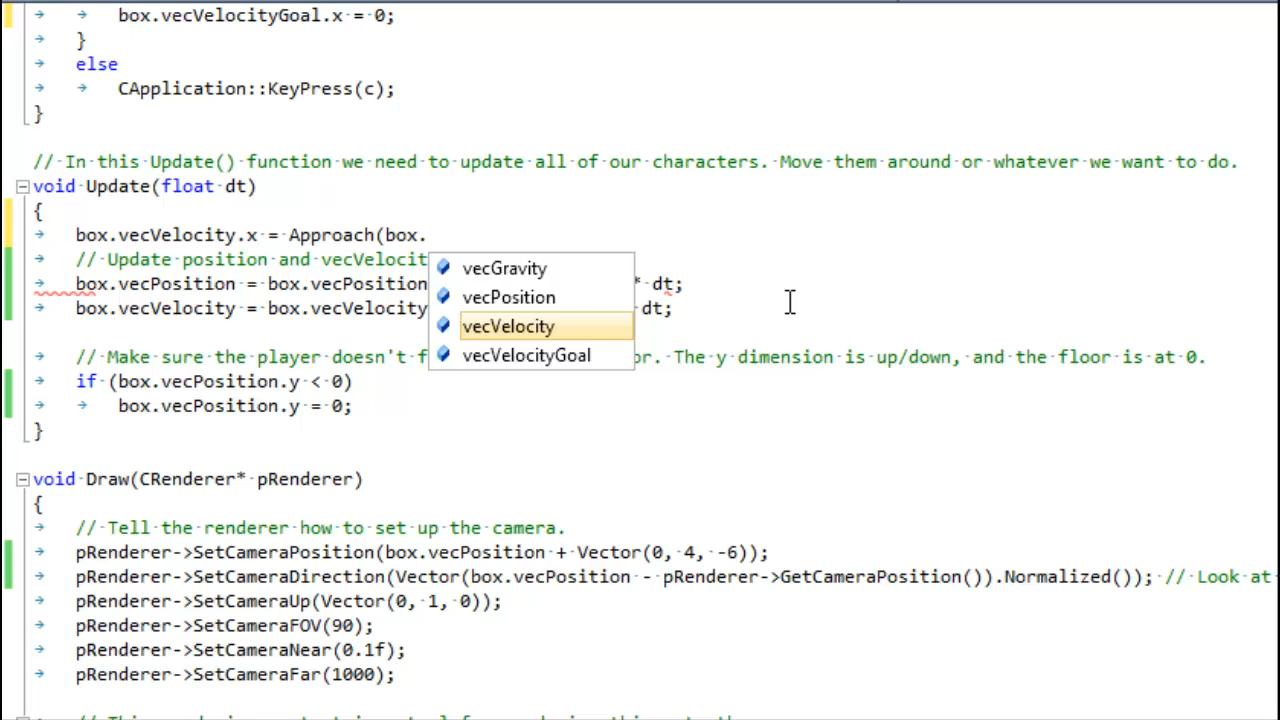 box.vecVelocityGoal.x = 0;
}
else
CApplication::KeyPress(c);
}
// In this Update() function we need to update all of our characters. Move them around or whatever we want to do.
void Update(float dt)
{
box.vecVelocity.x = Approach(box.
// Update position and vecVelocit
vecGravity
box.vecPosition = box.vecPosition * dt;
vecPosition
box.vecVelocity = box.vecVelocity dt;
vecVelocity
vecVelocityGoal
// Make sure the player doesn't f or. The y dimension is up/down, and the floor is at 0.
if (box.vecPosition.y < 0)
box.vecPosition.y = 0;
}
void Draw(CRenderer* pRenderer)
{
// Tell the renderer how to set up the camera.
pRenderer->SetCameraPosition(box.vecPosition + Vector(0, 4, -6));
pRenderer->SetCameraDirection(Vector(box.vecPosition - pRenderer->GetCameraPosition()).Normalized()); // Look at
pRenderer->SetCameraUp(Vector(0, 1, 0));
pRenderer->SetCameraFOV(90);
pRenderer->SetCameraNear(0.1f);
pRenderer->SetCameraFar(1000);